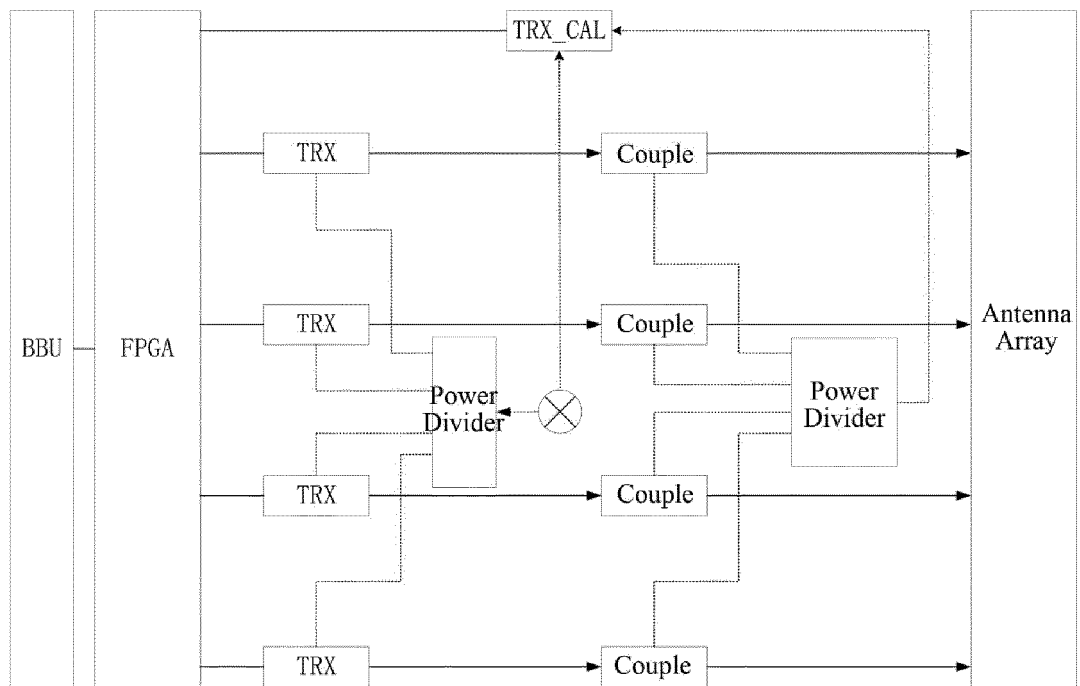 TRX_CAL
TRX
Couple
TRX
Couple
BBU
FPGA
Antenna
Array
Power
Divider
Power
Divider
TRX
Couple
TRX
Couple